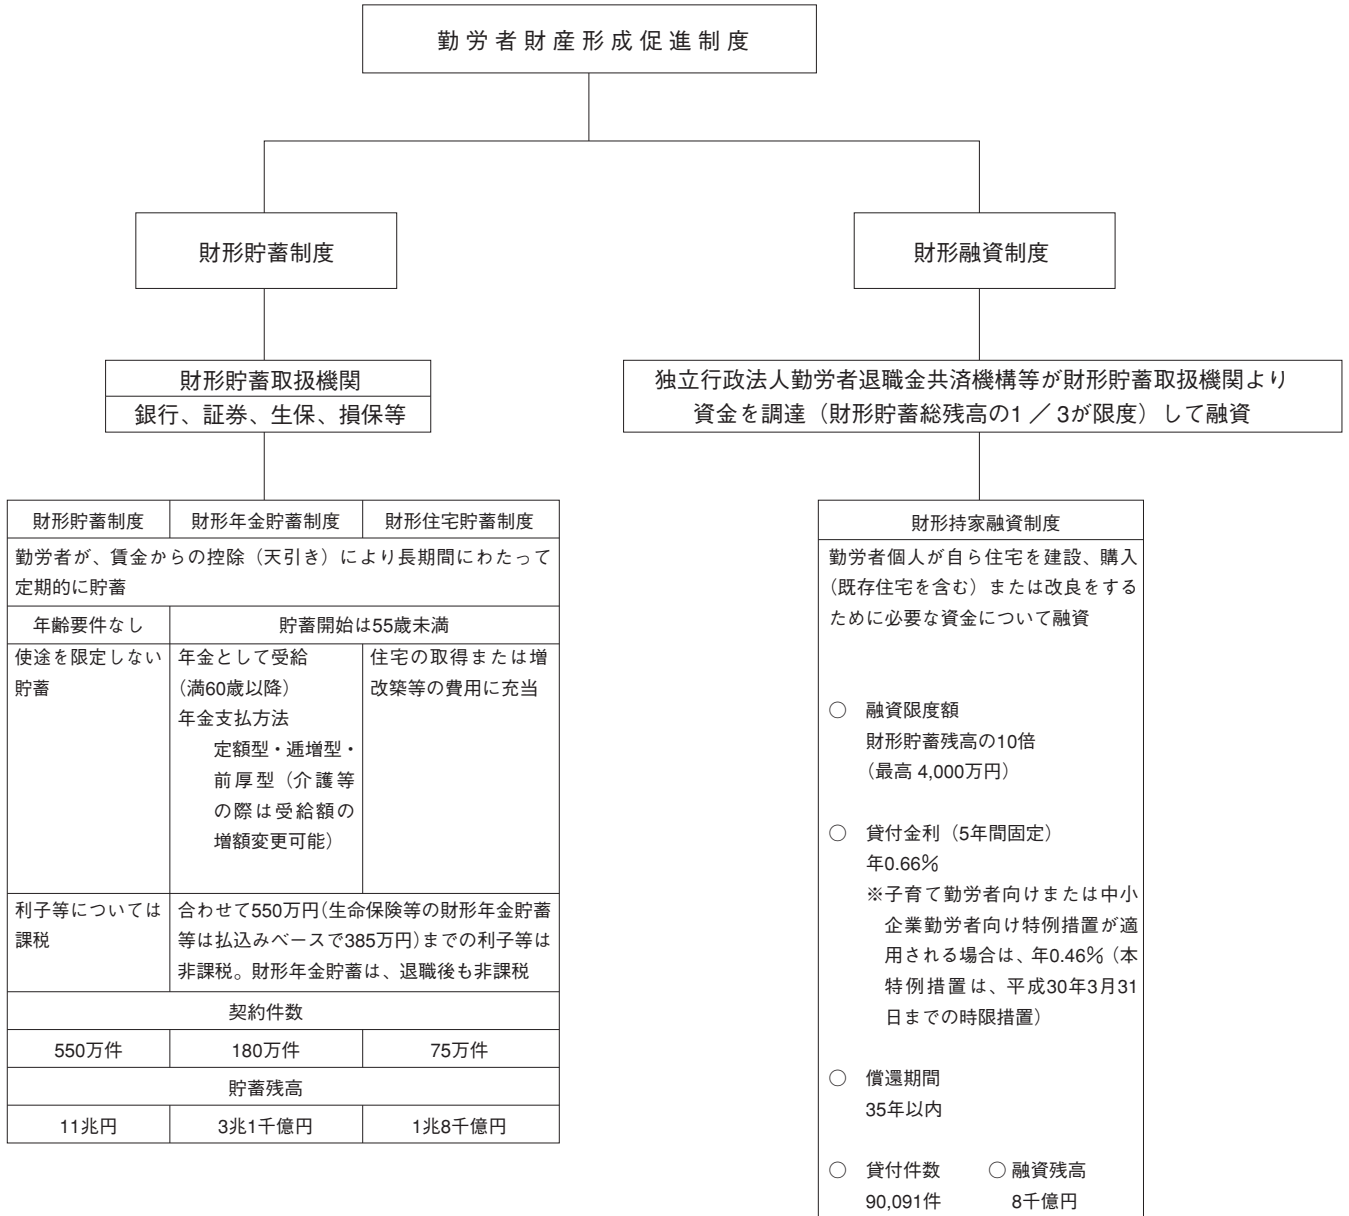 勤労者財産形成促進制度
財形貯蓄制度
財形貯蓄取扱機関
銀行、証券、生保、損保等
財形貯蓄制度 財形年金貯蓄制度 財形住宅貯蓄制度
勤労者が、賃金からの控除（天引き）により長期間にわたって
定期的に貯蓄
年齢要件なし 貯蓄開始は55歳未満
使途を限定しない
貯蓄
年金として受給
（満60歳以降）
年金支払方法
定額型・逓増型・
前厚型（介護等
の際は受給額の
増額変更可能）
住宅の取得または増
改築等の費用に充当
利子等については
課税
合わせて550万円（生命保険等の財形年金貯蓄
等は払込みベースで385万円）までの利子等は
非課税。財形年金貯蓄は、退職後も非課税
契約件数
550万件 180万件 75万件
貯蓄残高
11兆円 3兆1千億円 1兆8千億円
財形融資制度
独立行政法人勤労者退職金共済機構等が財形貯蓄取扱機関より
資金を調達（財形貯蓄総残高の1／3が限度）して融資
財形持家融資制度
勤労者個人が自ら住宅を建設、購入
（既存住宅を含む）または改良をする
ために必要な資金について融資
○ 融資限度額
財形貯蓄残高の10倍
（最高 4,000万円）
○ 貸付金利（5年間固定）
年0.66％
※子育て勤労者向けまたは中小
企業勤労者向け特例措置が適
用される場合は、年0.46％（本
特例措置は、平成30年3月31
日までの時限措置）
○ 償還期間
35年以内
○ 貸付件数 ○ 融資残高
90,091件 8千億円